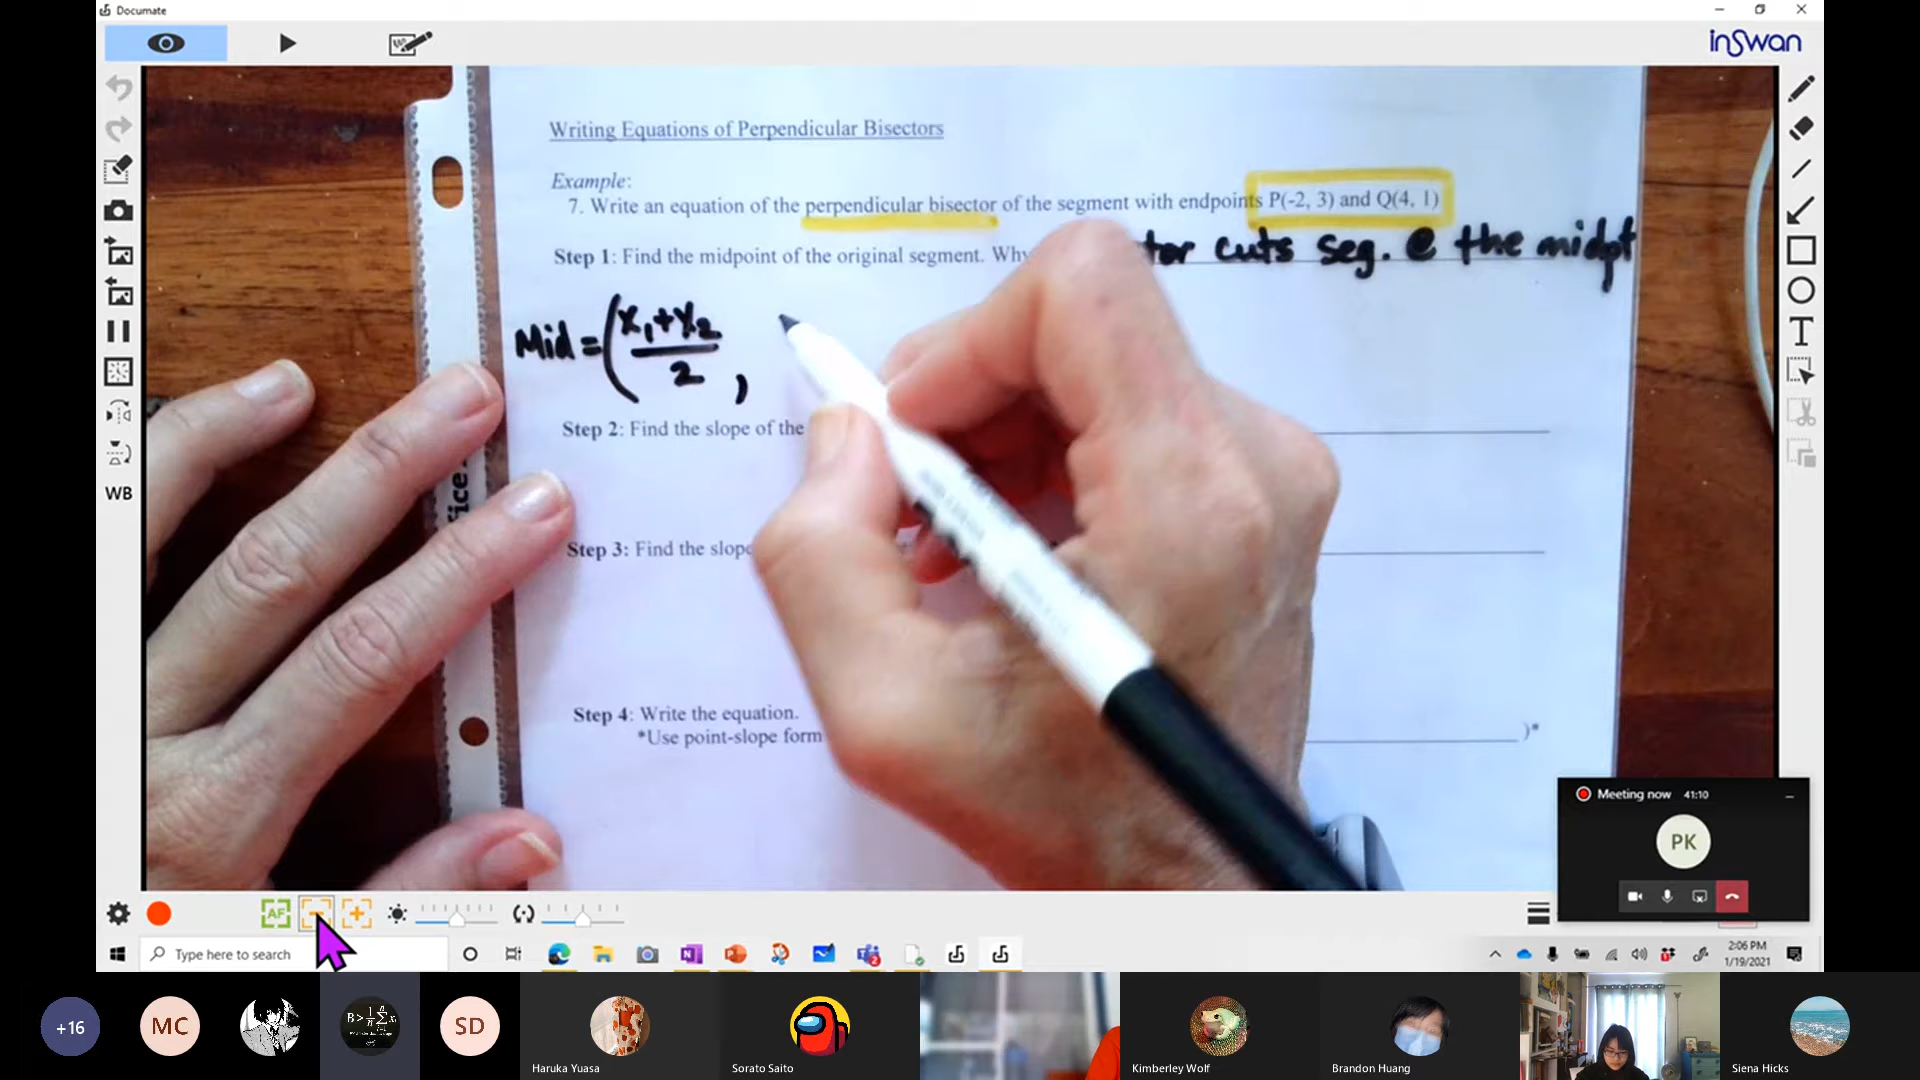 Documate
inSwan
Writing Equations of Perpendicular Bisectors
Example:
7. Write an equation of the perpendicular bisector of the segment with endpoints P(-2, 3) and Q(4, 1)
Step 1: Find the midpoint of the original segment. Why
tor cuts seg. @ the midpt
Mid = (x₁+x₂
2 ,
Step 2: Find the slope of the
Step 3: Find the slope
Step 4: Write the equation.
*Use point-slope form
)*
WB
T
Meeting now 41:10
PK
AF
Type here to search
2:06 PM
1/19/2021
+16
MC
SD
Haruka Yuasa
Sorato Saito
Kimberley Wolf
Brandon Huang
Siena Hicks